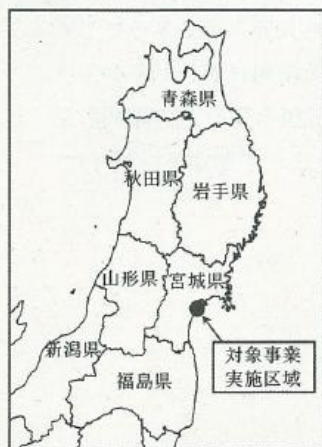 青森県
秋田県
岩手県
山形県
宮城県
新潟県
福島県
対象事業
実施区域